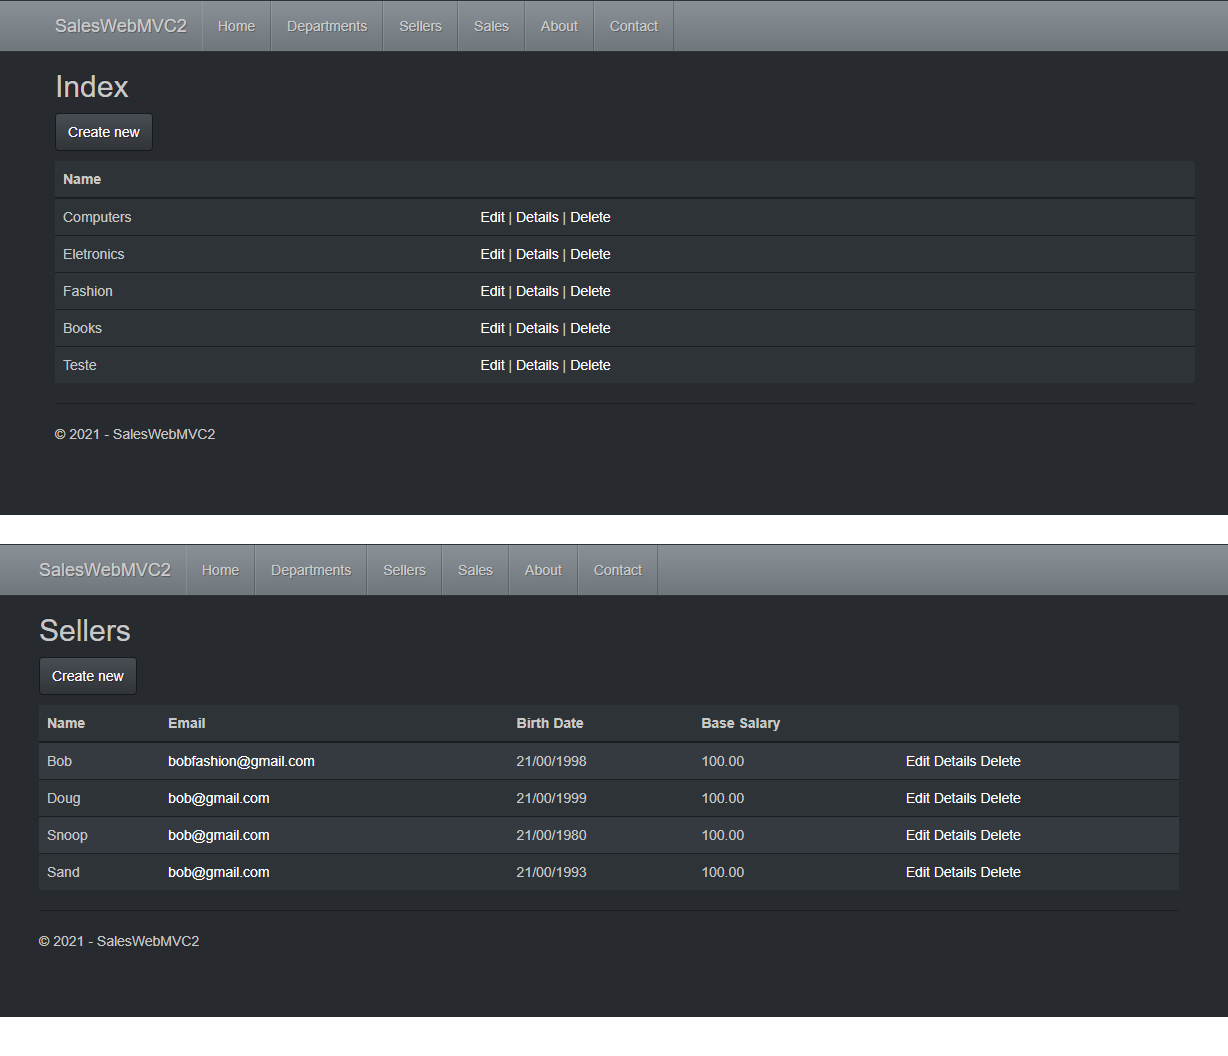 SalesWebMVC2 Home Departments Sellers Sales About Contact
Index
Create new
Name
Computers Edit | Details | Delete
Eletronics Edit | Details | Delete
Fashion Edit | Details | Delete
Books Edit | Details | Delete
Teste Edit | Details | Delete
© 2021 - SalesWebMVC2
SalesWebMVC2 Home Departments Sellers Sales About Contact
Sellers
Create new
Name Email Birth Date Base Salary
Bob bobfashion@gmail.com 21/00/1998 100.00 Edit Details Delete
Doug bob@gmail.com 21/00/1999 100.00 Edit Details Delete
Snoop bob@gmail.com 21/00/1980 100.00 Edit Details Delete
Sand bob@gmail.com 21/00/1993 100.00 Edit Details Delete
© 2021 - SalesWebMVC2